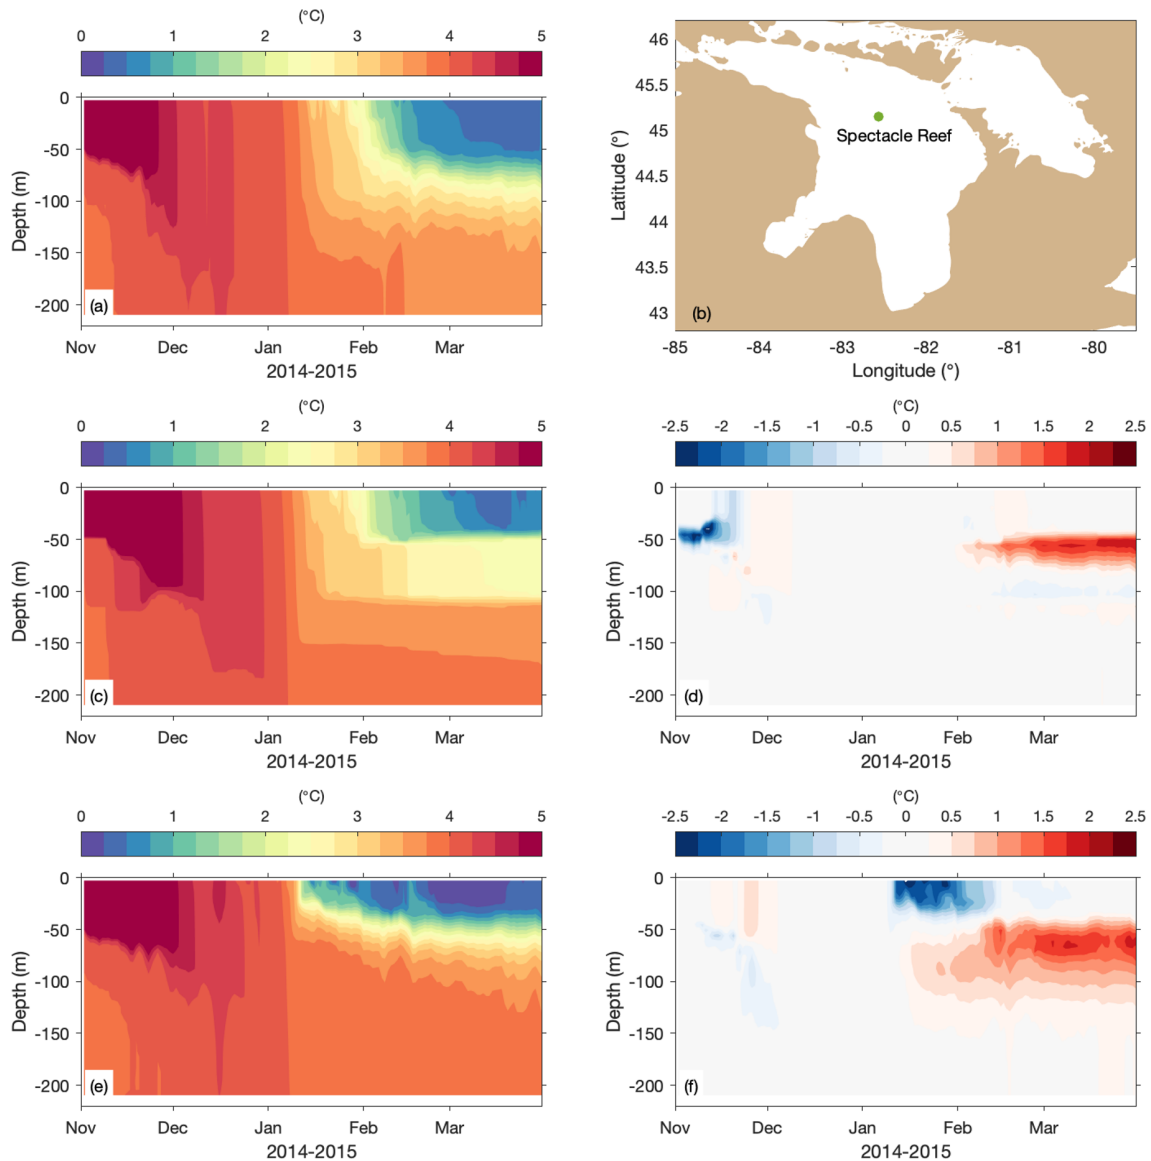 (°C)
0 1 2 3 4 5
0
-50
-100
-150
-200
Depth (m)
(a)
Nov Dec Jan Feb Mar
2014-2015
46
45.5
45
44.5
44
43.5
43
Latitude (°)
Spectacle Reef
(b)
-85 -84 -83 -82 -81 -80
Longitude (°)
(°C)
0 1 2 3 4 5
0
-50
-100
-150
-200
Depth (m)
(c)
Nov Dec Jan Feb Mar
2014-2015
(°C)
-2.5 -2 -1.5 -1 -0.5 0 0.5 1 1.5 2 2.5
0
-50
-100
-150
-200
Depth (m)
(d)
Nov Dec Jan Feb Mar
2014-2015
(°C)
0 1 2 3 4 5
0
-50
-100
-150
-200
Depth (m)
(e)
Nov Dec Jan Feb Mar
2014-2015
(°C)
-2.5 -2 -1.5 -1 -0.5 0 0.5 1 1.5 2 2.5
0
-50
-100
-150
-200
Depth (m)
(f)
Nov Dec Jan Feb Mar
2014-2015